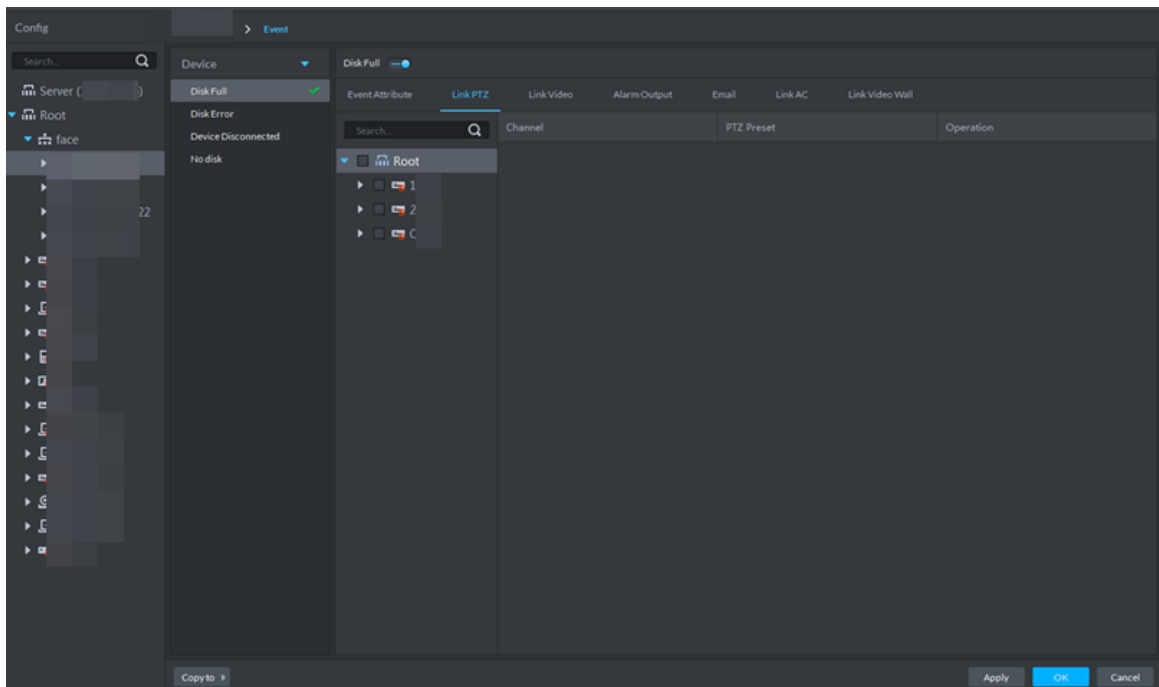 Config
Event
Search...
Server (            )
Root
face
22
Device
Disk Full
Disk Error
Device Disconnected
No disk
Disk Full
Event Attribute Link PTZ Link Video Alarm Output Email Link AC Link Video Wall
Search...
Channel PTZ Preset Operation
Root
1
2
C
Copy to
Apply OK Cancel